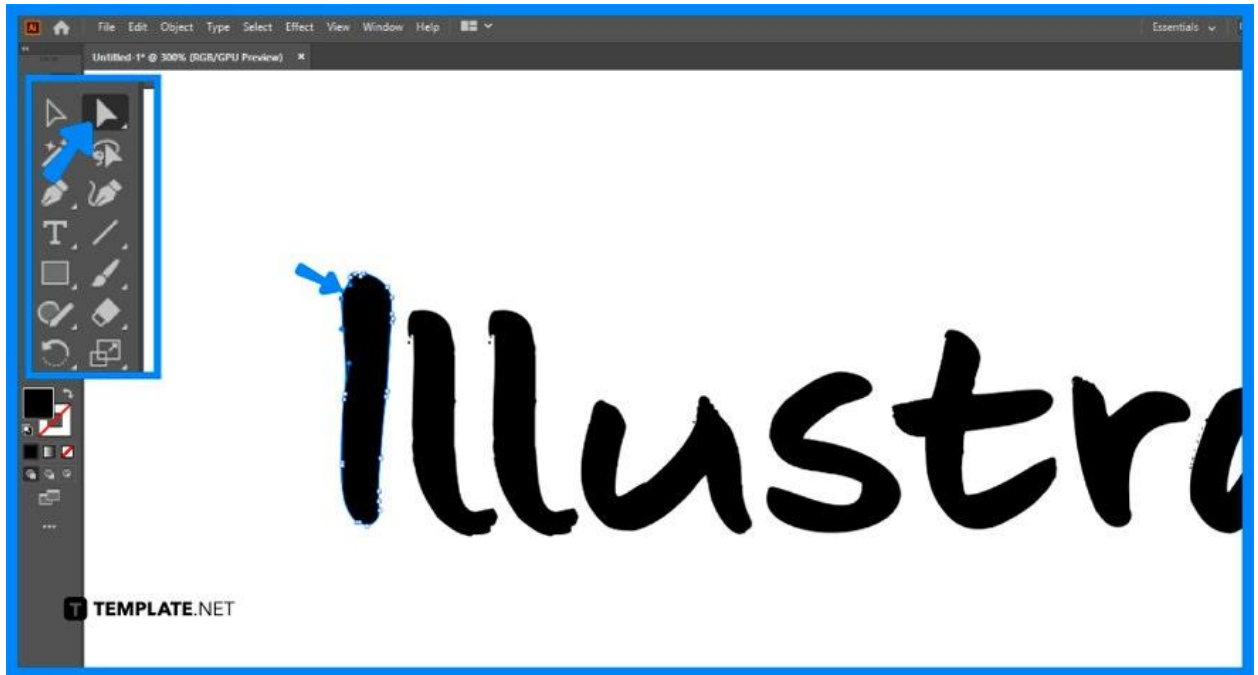 Ai File Edit Object Type Select Effect View Window Help Essentials
Untitled-1* @ 300% (RGB/GPU Preview) ×
T
Illustr
T TEMPLATE.NET